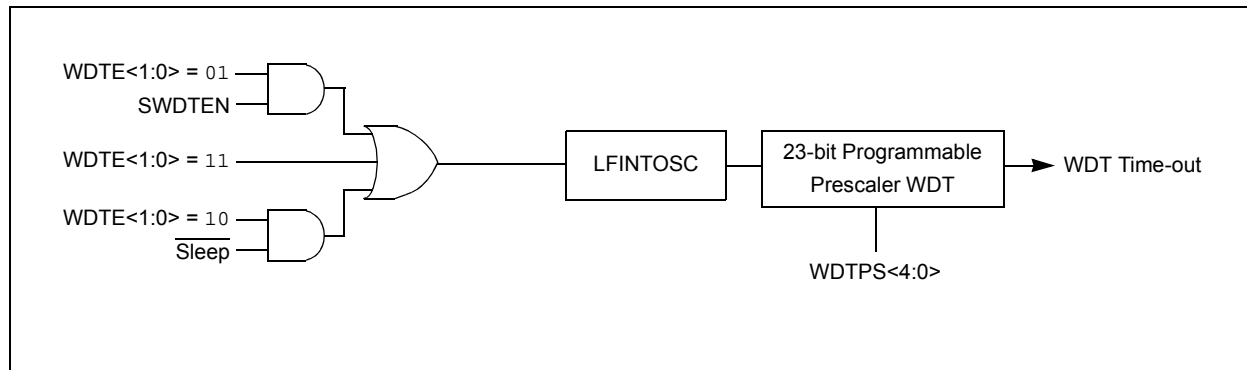 WDTE<1:0> = 01
SWDTEN
WDTE<1:0> = 11
WDTE<1:0> = 10
Sleep
LFINTOSC
23-bit Programmable
Prescaler WDT
WDT Time-out
WDTPS<4:0>